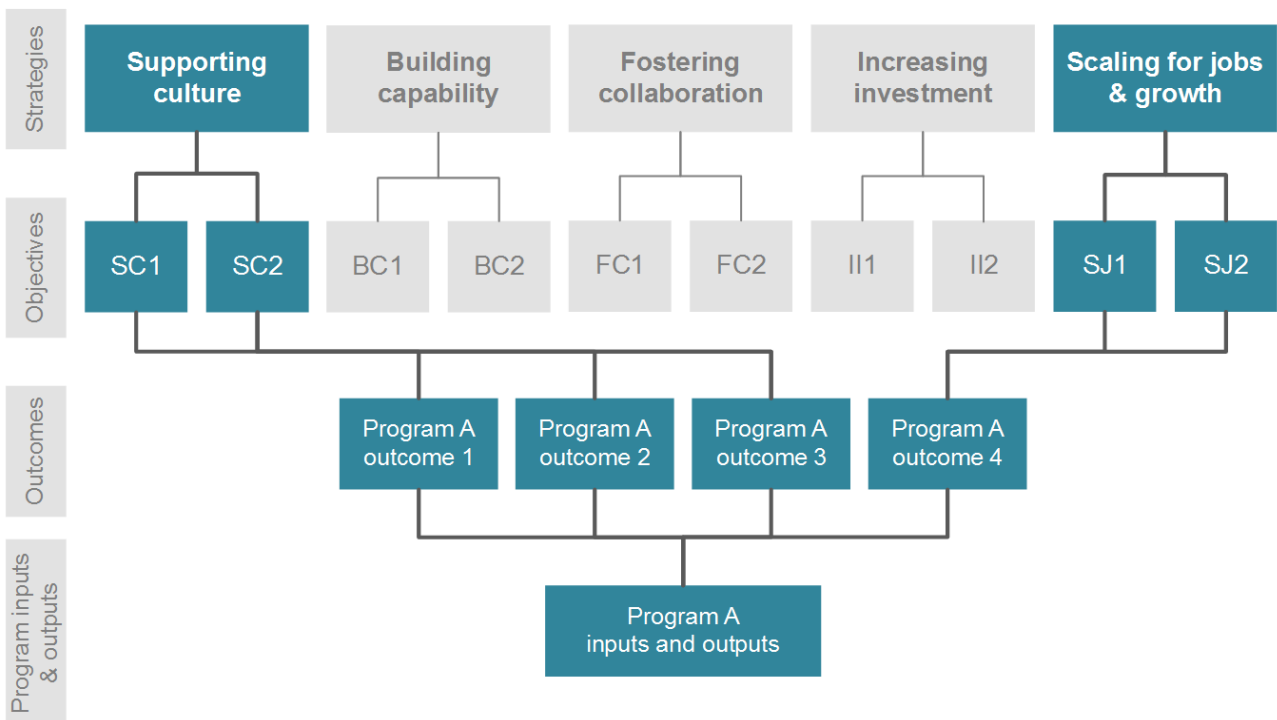 Strategies
Supporting
culture
Building
capability
Fostering
collaboration
Increasing
investment
Scaling for jobs
& growth
Objectives
SC1
SC2
BC1
BC2
FC1
FC2
II1
II2
SJ1
SJ2
Outcomes
Program A
outcome 1
Program A
outcome 2
Program A
outcome 3
Program A
outcome 4
Program inputs
& outputs
Program A
inputs and outputs